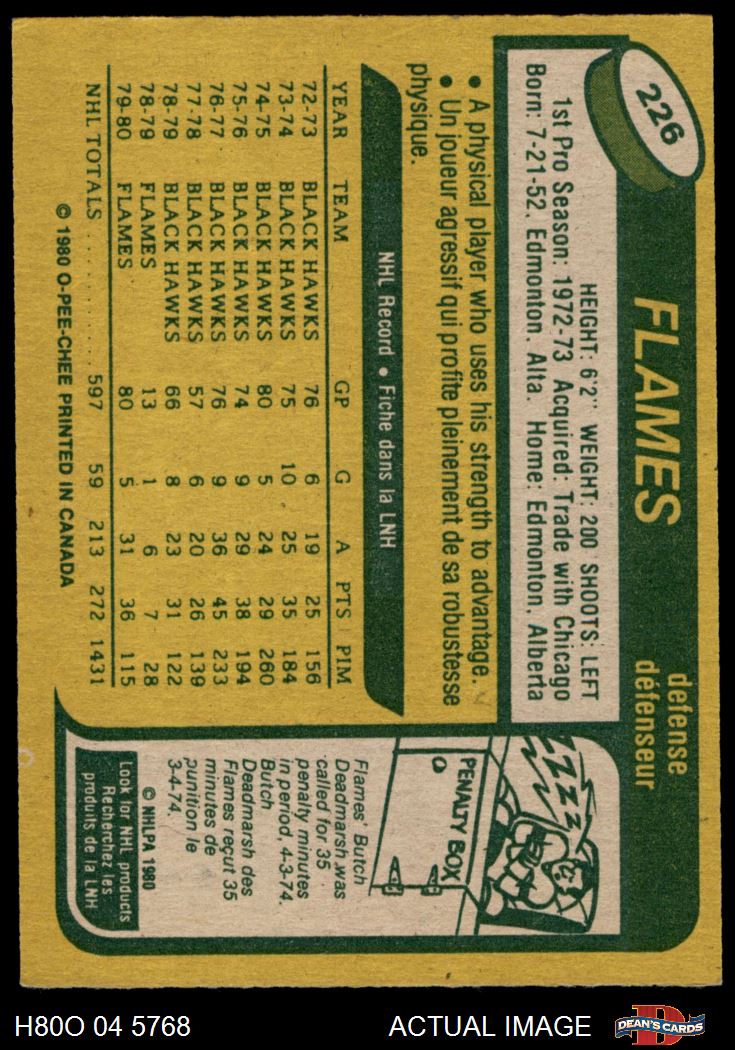 226
FLAMES
defense
défenseur
HEIGHT: 6'2" WEIGHT: 200 SHOOTS: LEFT
1st Pro Season: 1972-73 Acquired: Trade with Chicago
Born: 7-21-52. Edmonton. Alta. Home: Edmonton, Alberta
• A physical player who uses his strength to advantage.
• Un joueur agressif qui profite pleinement de sa robustesse
physique.
NHL Record • Fiche dans la LNH
YEAR TEAM GP G A PTS PIM
72-73 BLACK HAWKS 76 6 19 25 156
73-74 BLACK HAWKS 75 10 25 35 184
74-75 BLACK HAWKS 80 5 24 29 260
75-76 BLACK HAWKS 74 9 29 38 194
76-77 BLACK HAWKS 76 9 36 45 233
77-78 BLACK HAWKS 57 6 20 26 139
78-79 BLACK HAWKS 66 8 23 31 122
78-79 FLAMES 13 1 6 7 28
79-80 FLAMES 80 5 31 36 115
NHL TOTALS ........ 597 59 213 272 1431
© 1980 O-PEE-CHEE PRINTED IN CANADA
ZZZZ
PENALTY BOX
Flames' Butch
Deadmarsh was
called for 35
penalty minutes
in period, 4-3-74.
Butch
Deadmarsh des
Flames reçut 35
minutes de
punition le
3-4-74.
© NHLPA 1980
Look for NHL products
Recherchez les
produits de la LNH
H80O 04 5768
ACTUAL IMAGE
D
DEAN'S CARDS